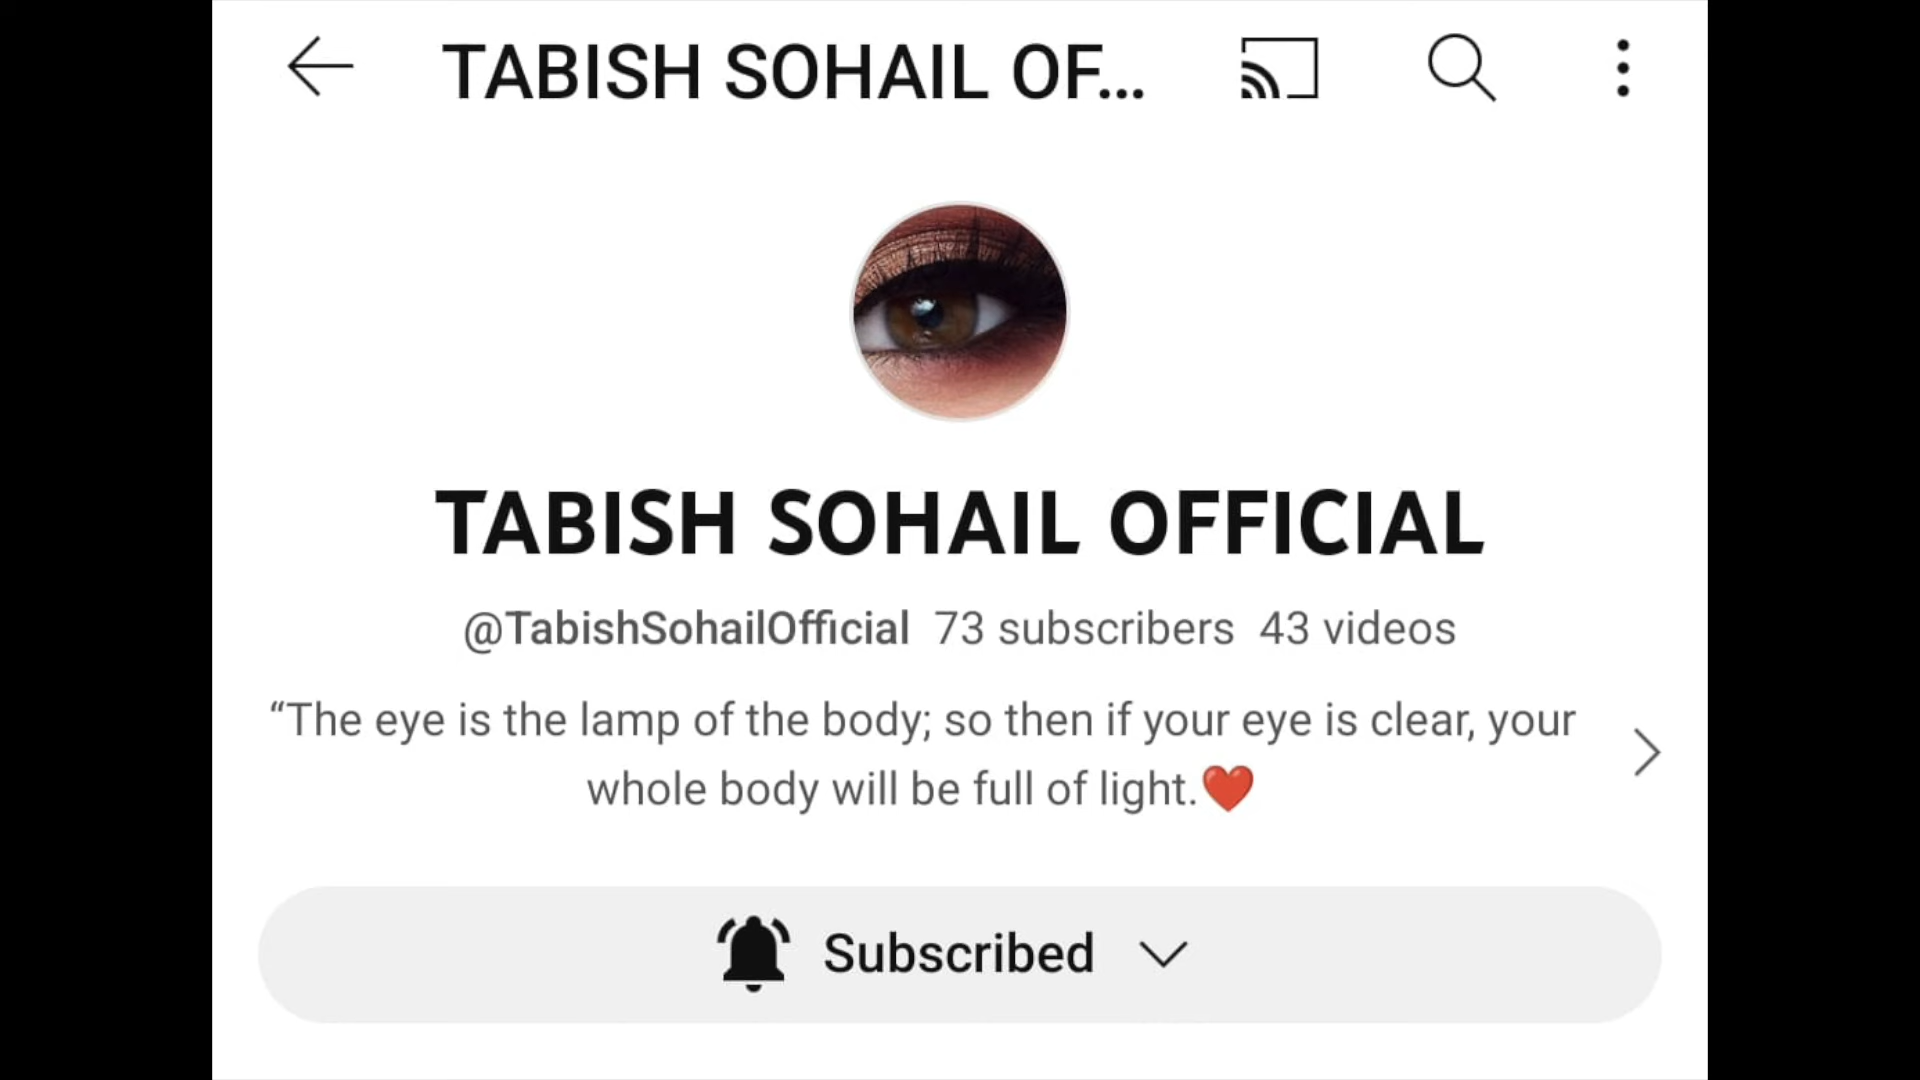 TABISH SOHAIL OF...
TABISH SOHAIL OFFICIAL
@TabishSohailOfficial 73 subscribers 43 videos
“The eye is the lamp of the body; so then if your eye is clear, your
whole body will be full of light.❤️
Subscribed